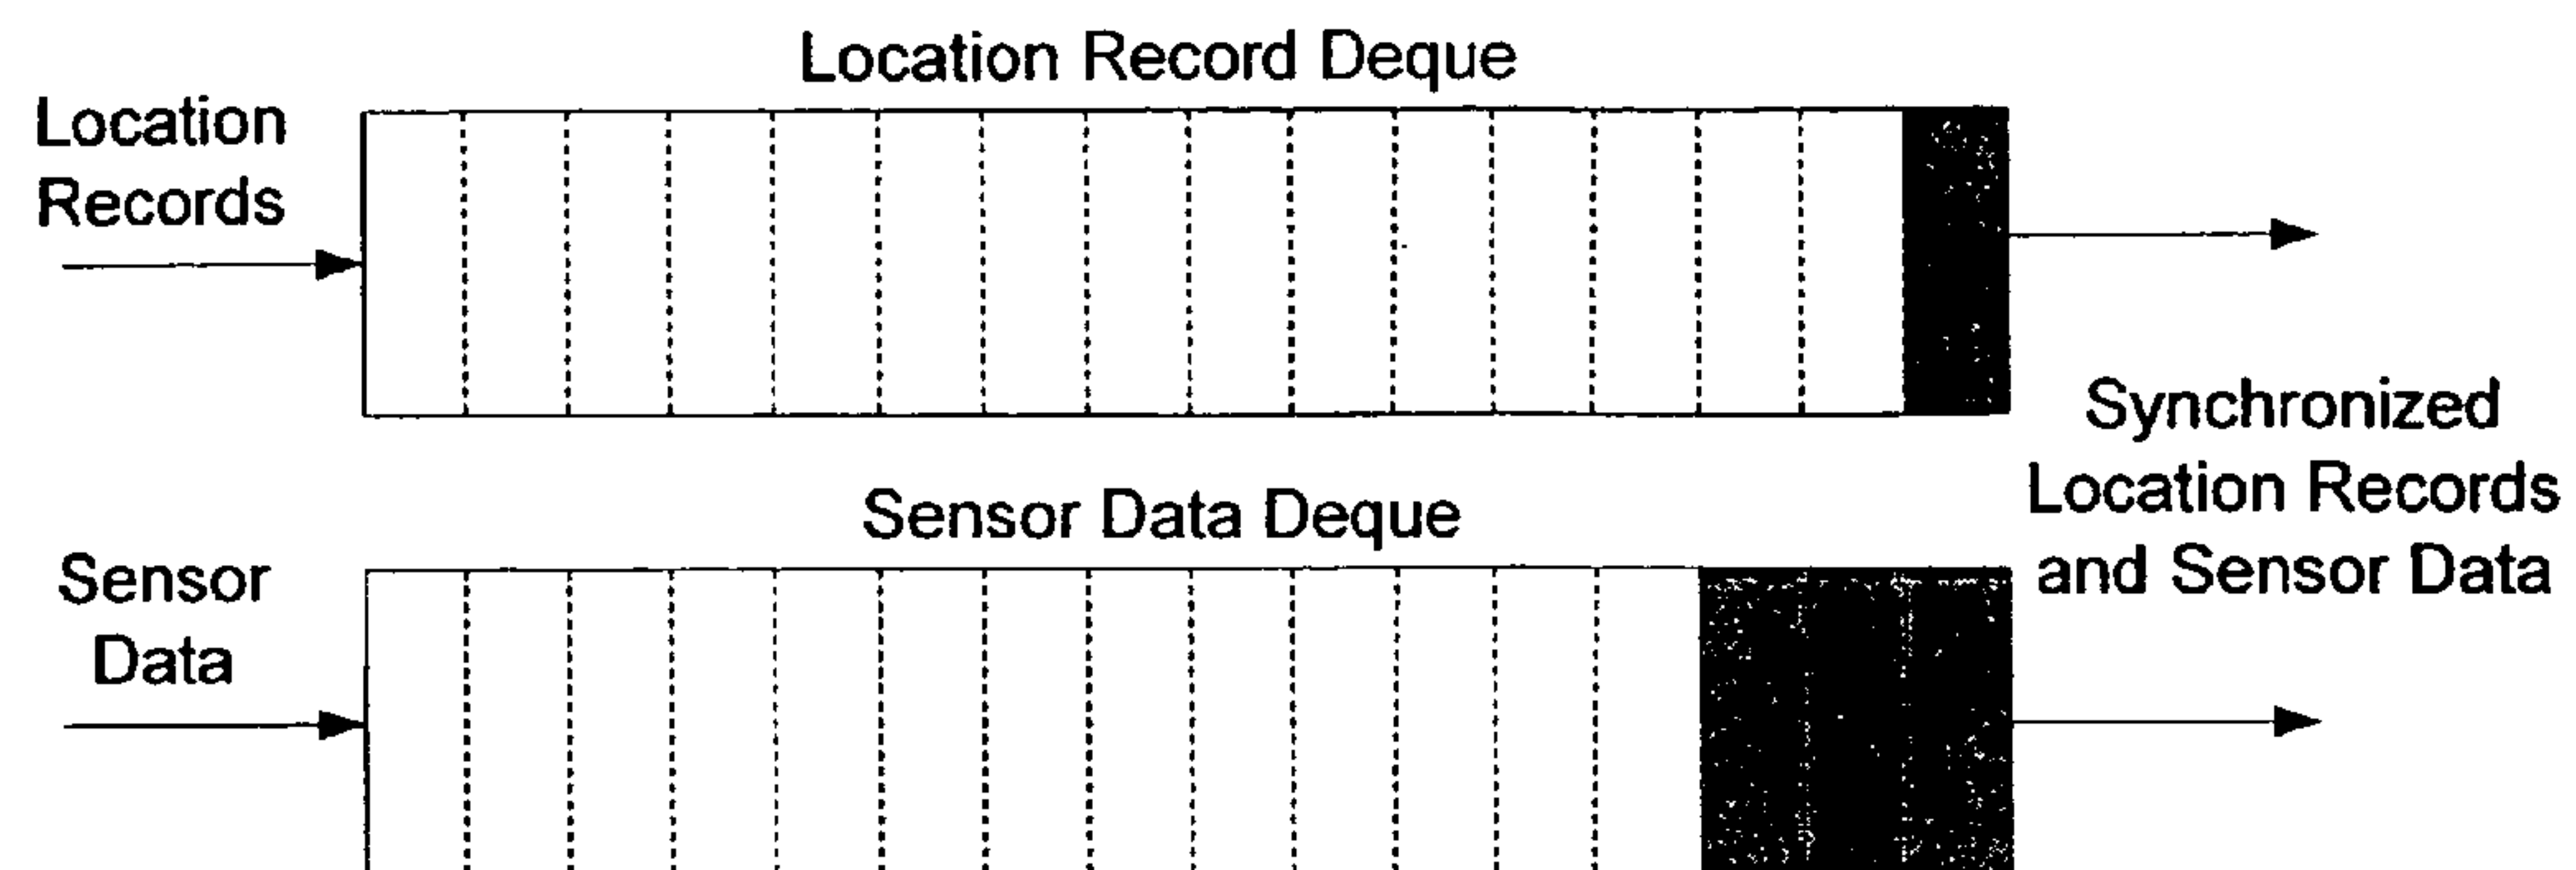 Location Record Deque
Location
Records
Sensor Data Deque
Sensor
Data
Synchronized
Location Records
and Sensor Data